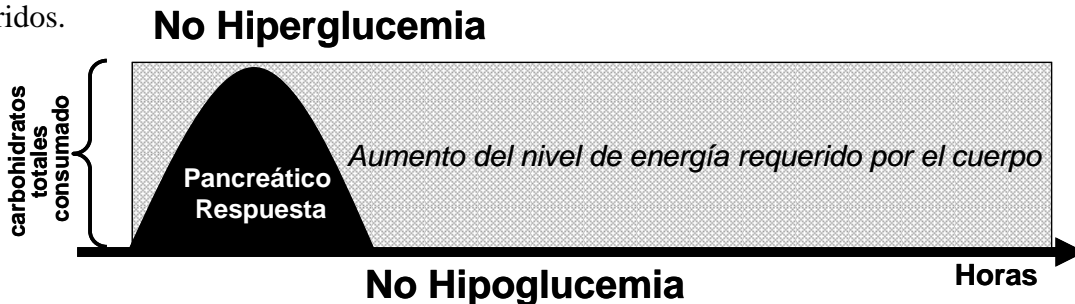 ridos.
No Hiperglucemia
carbohidratos
totales
consumado
Pancreático
Respuesta
Aumento del nivel de energía requerido por el cuerpo
Horas
No Hipoglucemia